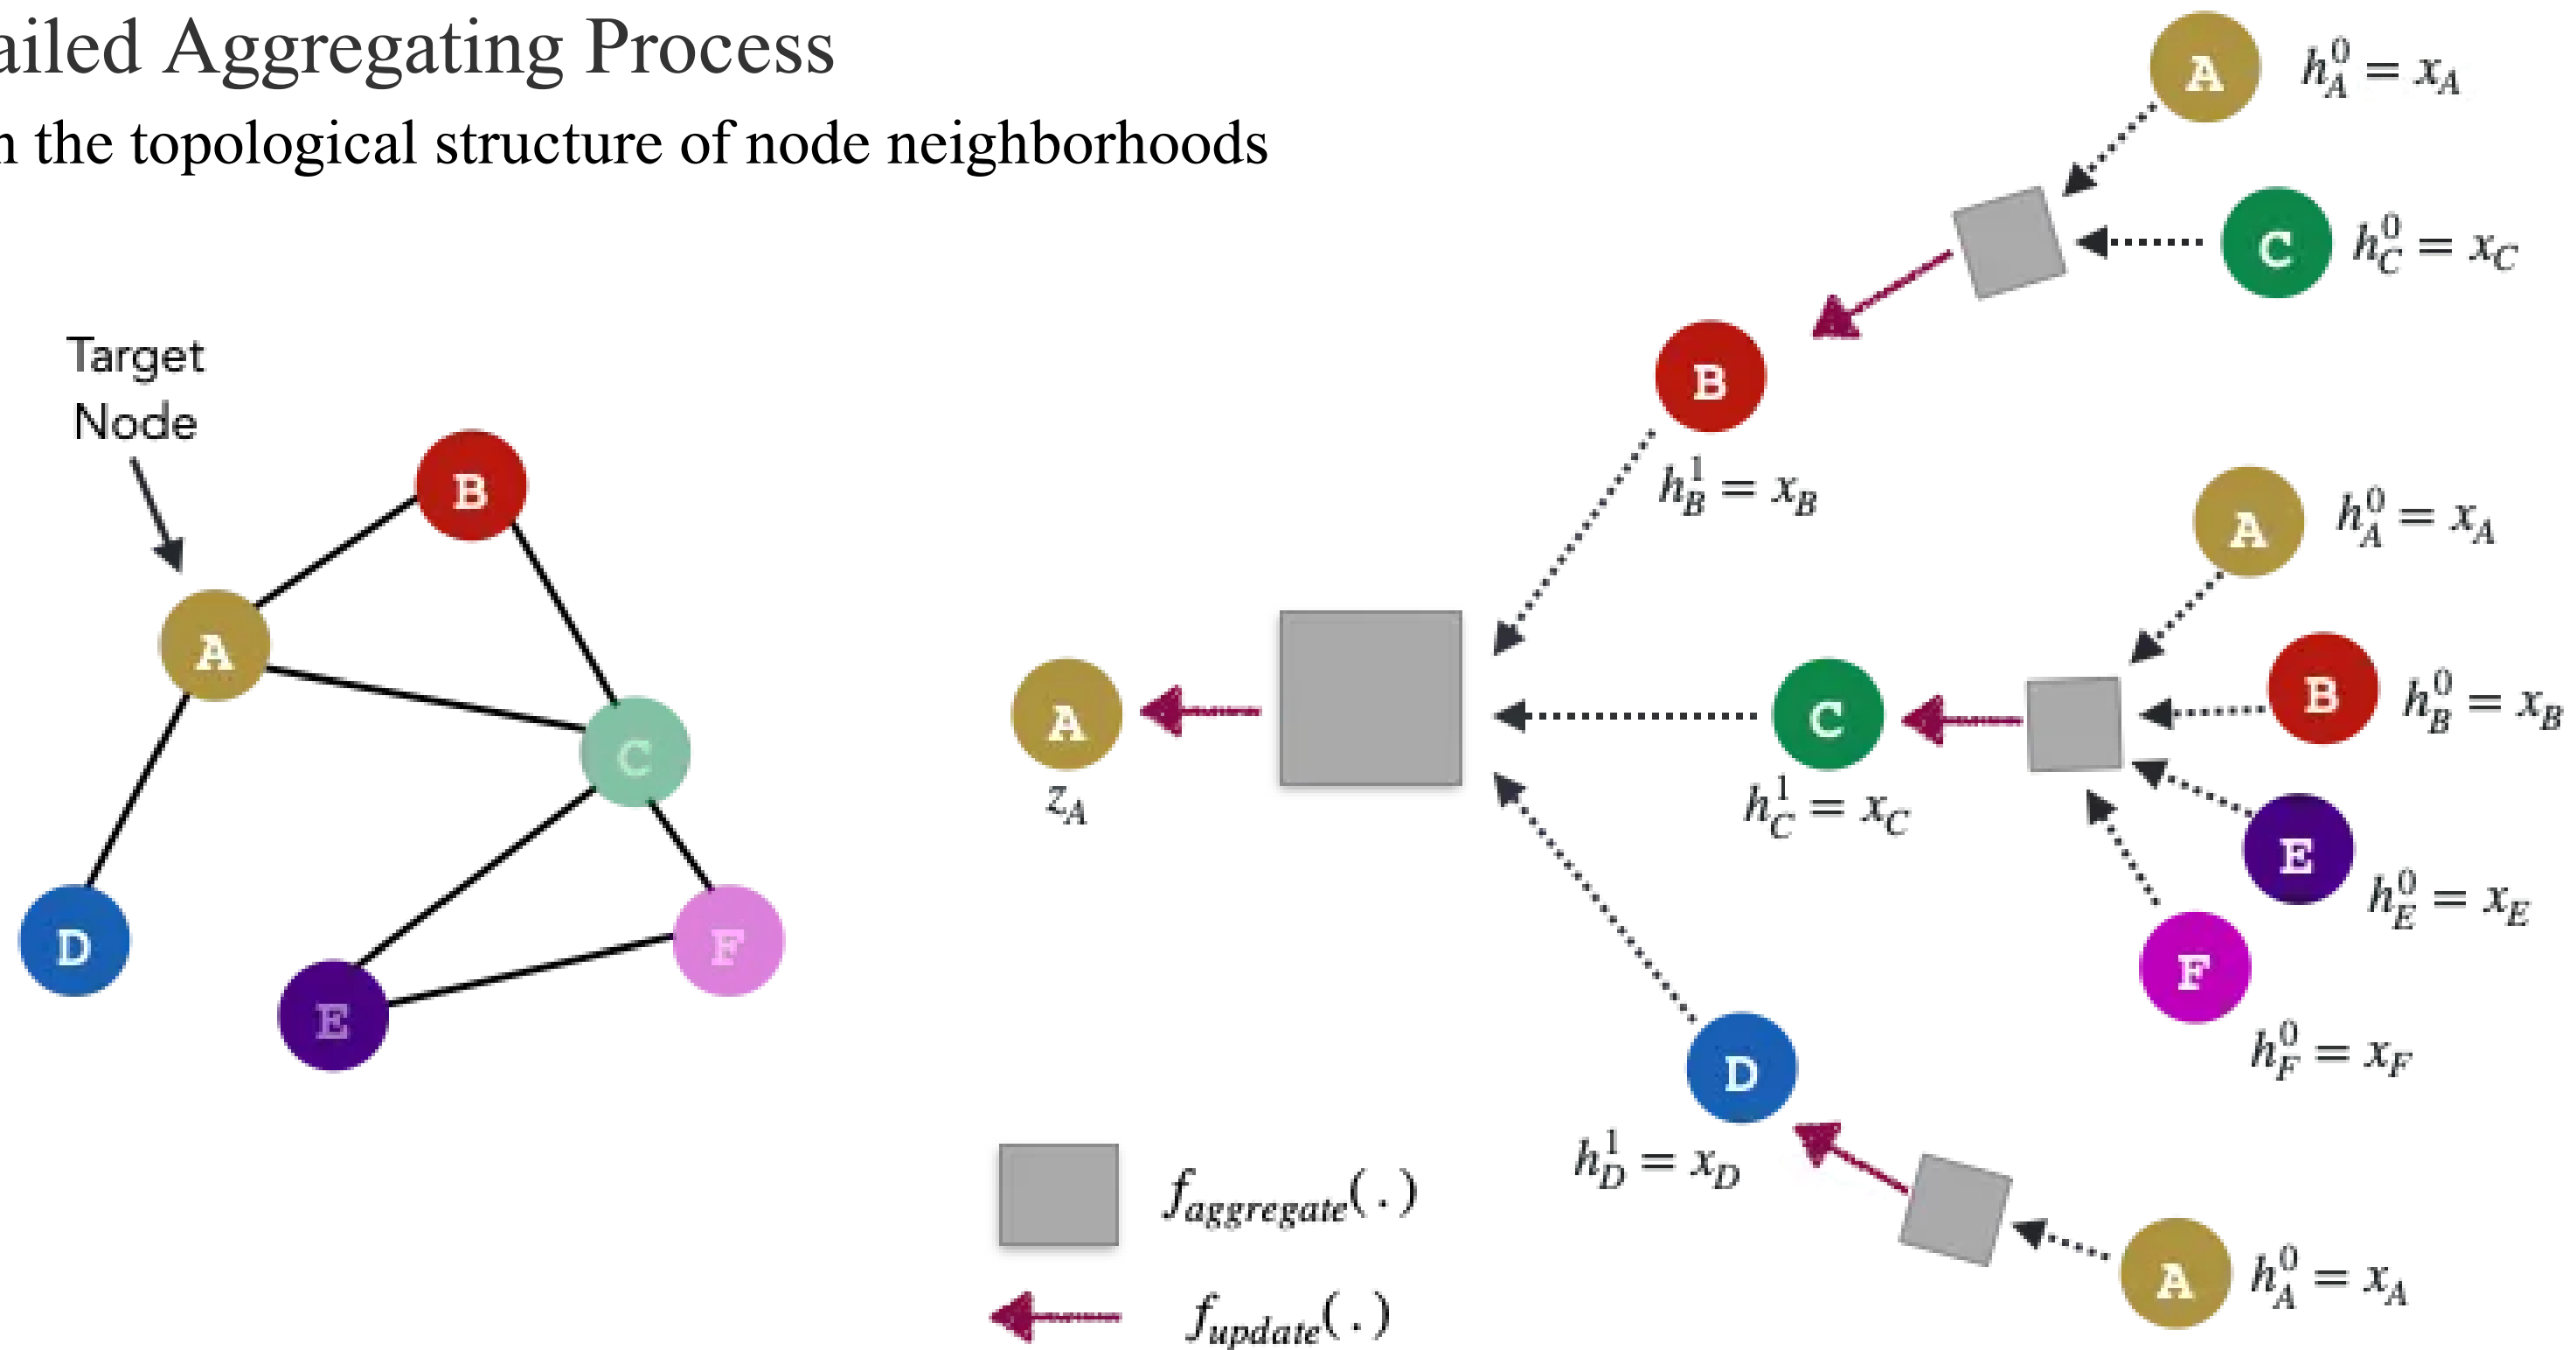 ailed Aggregating Process
n the topological structure of node neighborhoods
Target
Node
B
A
C
D
E
F
A
h_A^0 = x_A
C
h_C^0 = x_C
B
h_B^1 = x_B
A
h_A^0 = x_A
B
h_B^0 = x_B
E
h_E^0 = x_E
F
h_F^0 = x_F
C
h_C^1 = x_C
A
z_A
D
h_D^1 = x_D
A
h_A^0 = x_A
f_aggregate(.)
f_update(.)